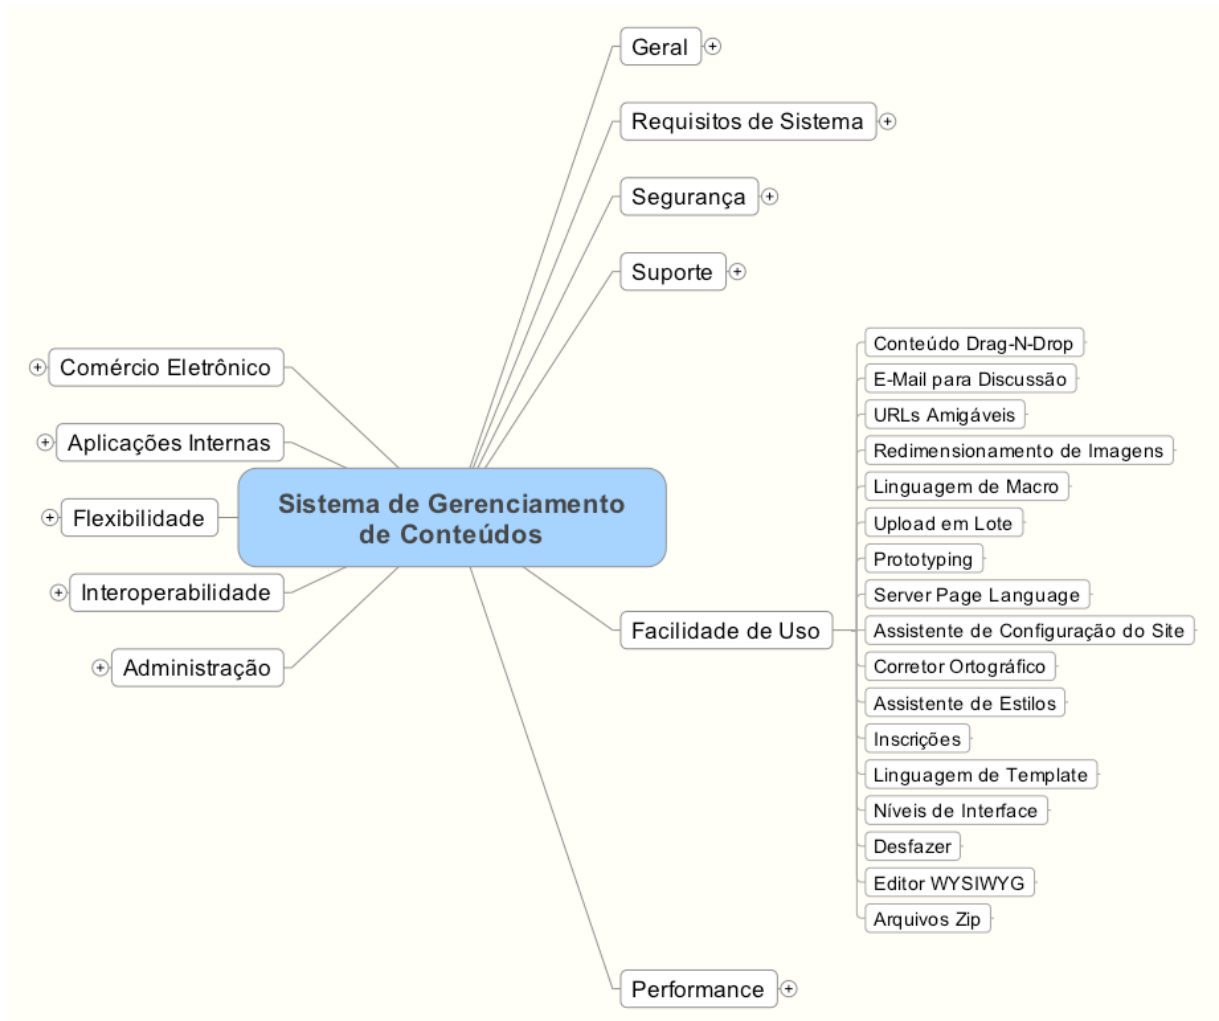 Geral
Requisitos de Sistema
Segurança
Suporte
Comércio Eletrônico
Aplicações Internas
Flexibilidade
Interoperabilidade
Administração
Sistema de Gerenciamento
de Conteúdos
Facilidade de Uso
Conteúdo Drag-N-Drop
E-Mail para Discussão
URLs Amigáveis
Redimensionamento de Imagens
Linguagem de Macro
Upload em Lote
Prototyping
Server Page Language
Assistente de Configuração do Site
Corretor Ortográfico
Assistente de Estilos
Inscrições
Linguagem de Template
Níveis de Interface
Desfazer
Editor WYSIWYG
Arquivos Zip
Performance